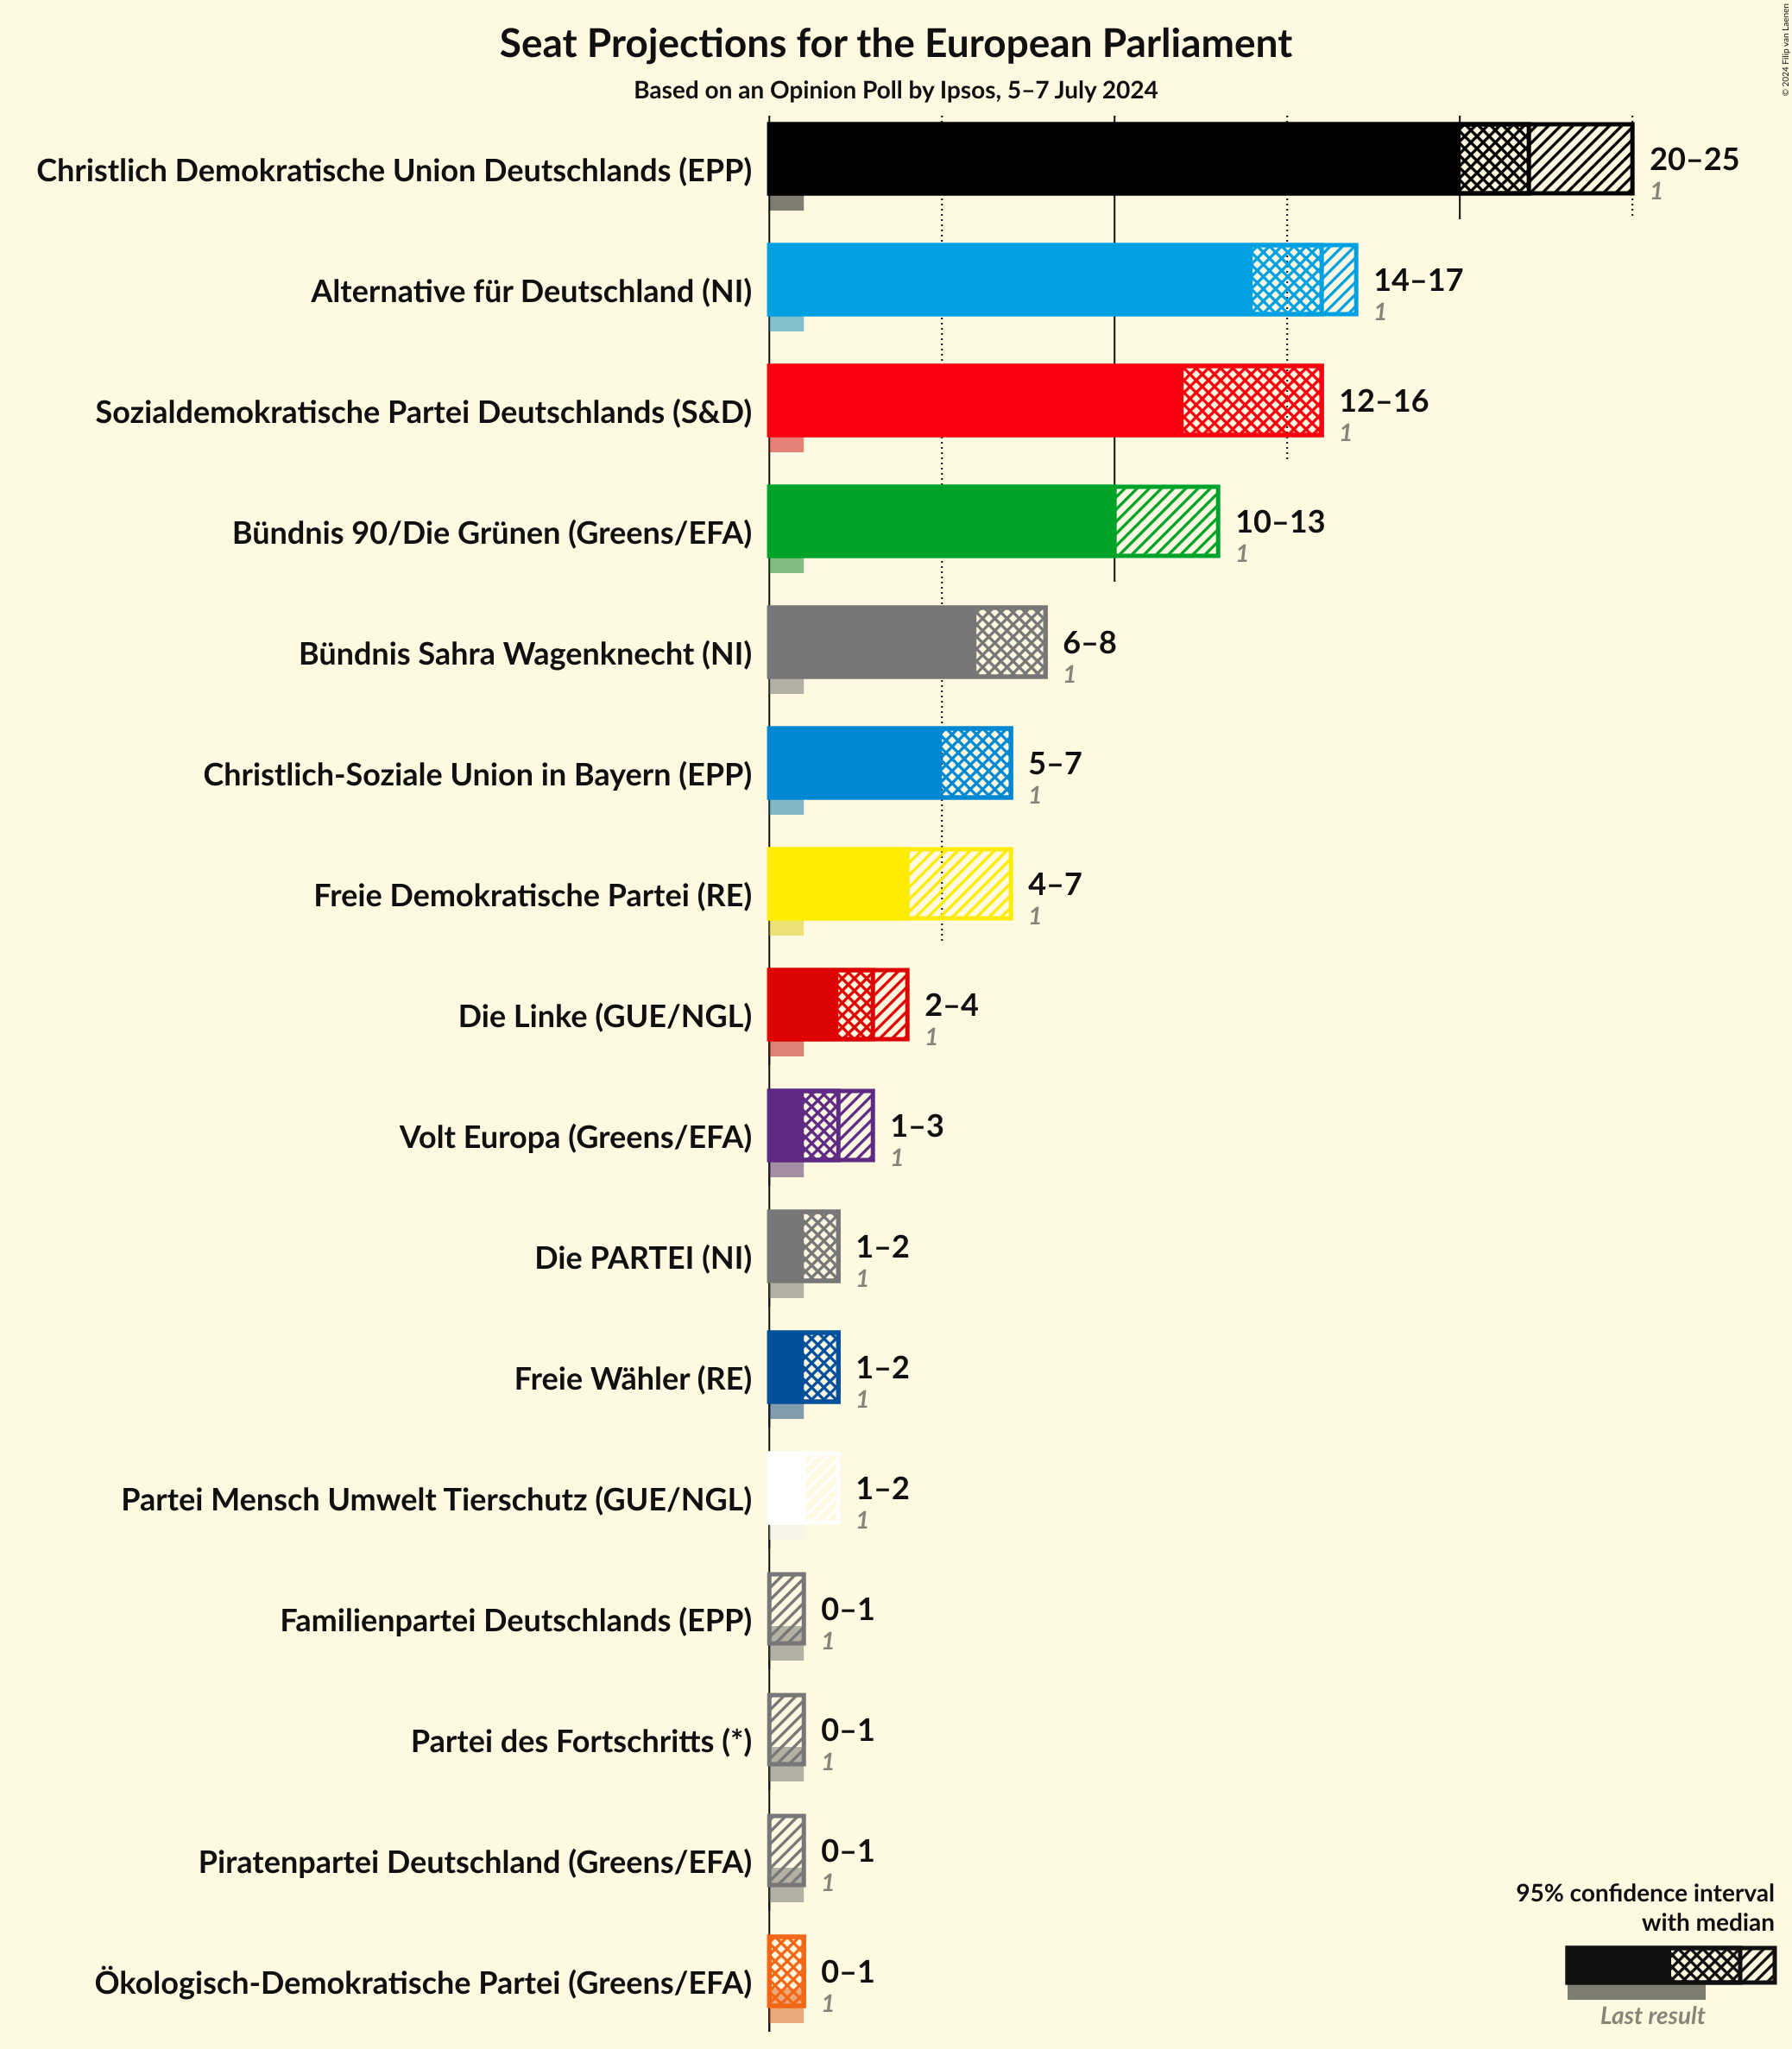 © 2024 Filip van Laenen
Seat Projections for the European Parliament
Based on an Opinion Poll by Ipsos, 5–7 July 2024
Christlich Demokratische Union Deutschlands (EPP)
20–25
1
Alternative für Deutschland (NI)
14–17
1
Sozialdemokratische Partei Deutschlands (S&D)
12–16
1
Bündnis 90/Die Grünen (Greens/EFA)
10–13
1
Bündnis Sahra Wagenknecht (NI)
6–8
1
Christlich-Soziale Union in Bayern (EPP)
5–7
1
Freie Demokratische Partei (RE)
4–7
1
Die Linke (GUE/NGL)
2–4
1
Volt Europa (Greens/EFA)
1–3
1
Die PARTEI (NI)
1–2
1
Freie Wähler (RE)
1–2
1
Partei Mensch Umwelt Tierschutz (GUE/NGL)
1–2
1
Familienpartei Deutschlands (EPP)
0–1
1
Partei des Fortschritts (*)
0–1
1
Piratenpartei Deutschland (Greens/EFA)
0–1
1
Ökologisch-Demokratische Partei (Greens/EFA)
0–1
1
95% confidence interval
with median
Last result